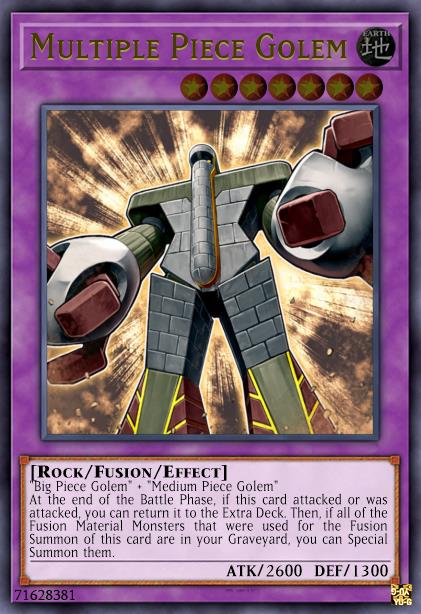 Multiple Piece Golem
EARTH
地
[Rock/Fusion/Effect]
"Big Piece Golem" + "Medium Piece Golem"
At the end of the Battle Phase, if this card attacked or was
attacked, you can return it to the Extra Deck. Then, if all of the
Fusion Material Monsters that were used for the Fusion
Summon of this card are in your Graveyard, you can Special
Summon them.
ATK/2600 DEF/1300
71628381